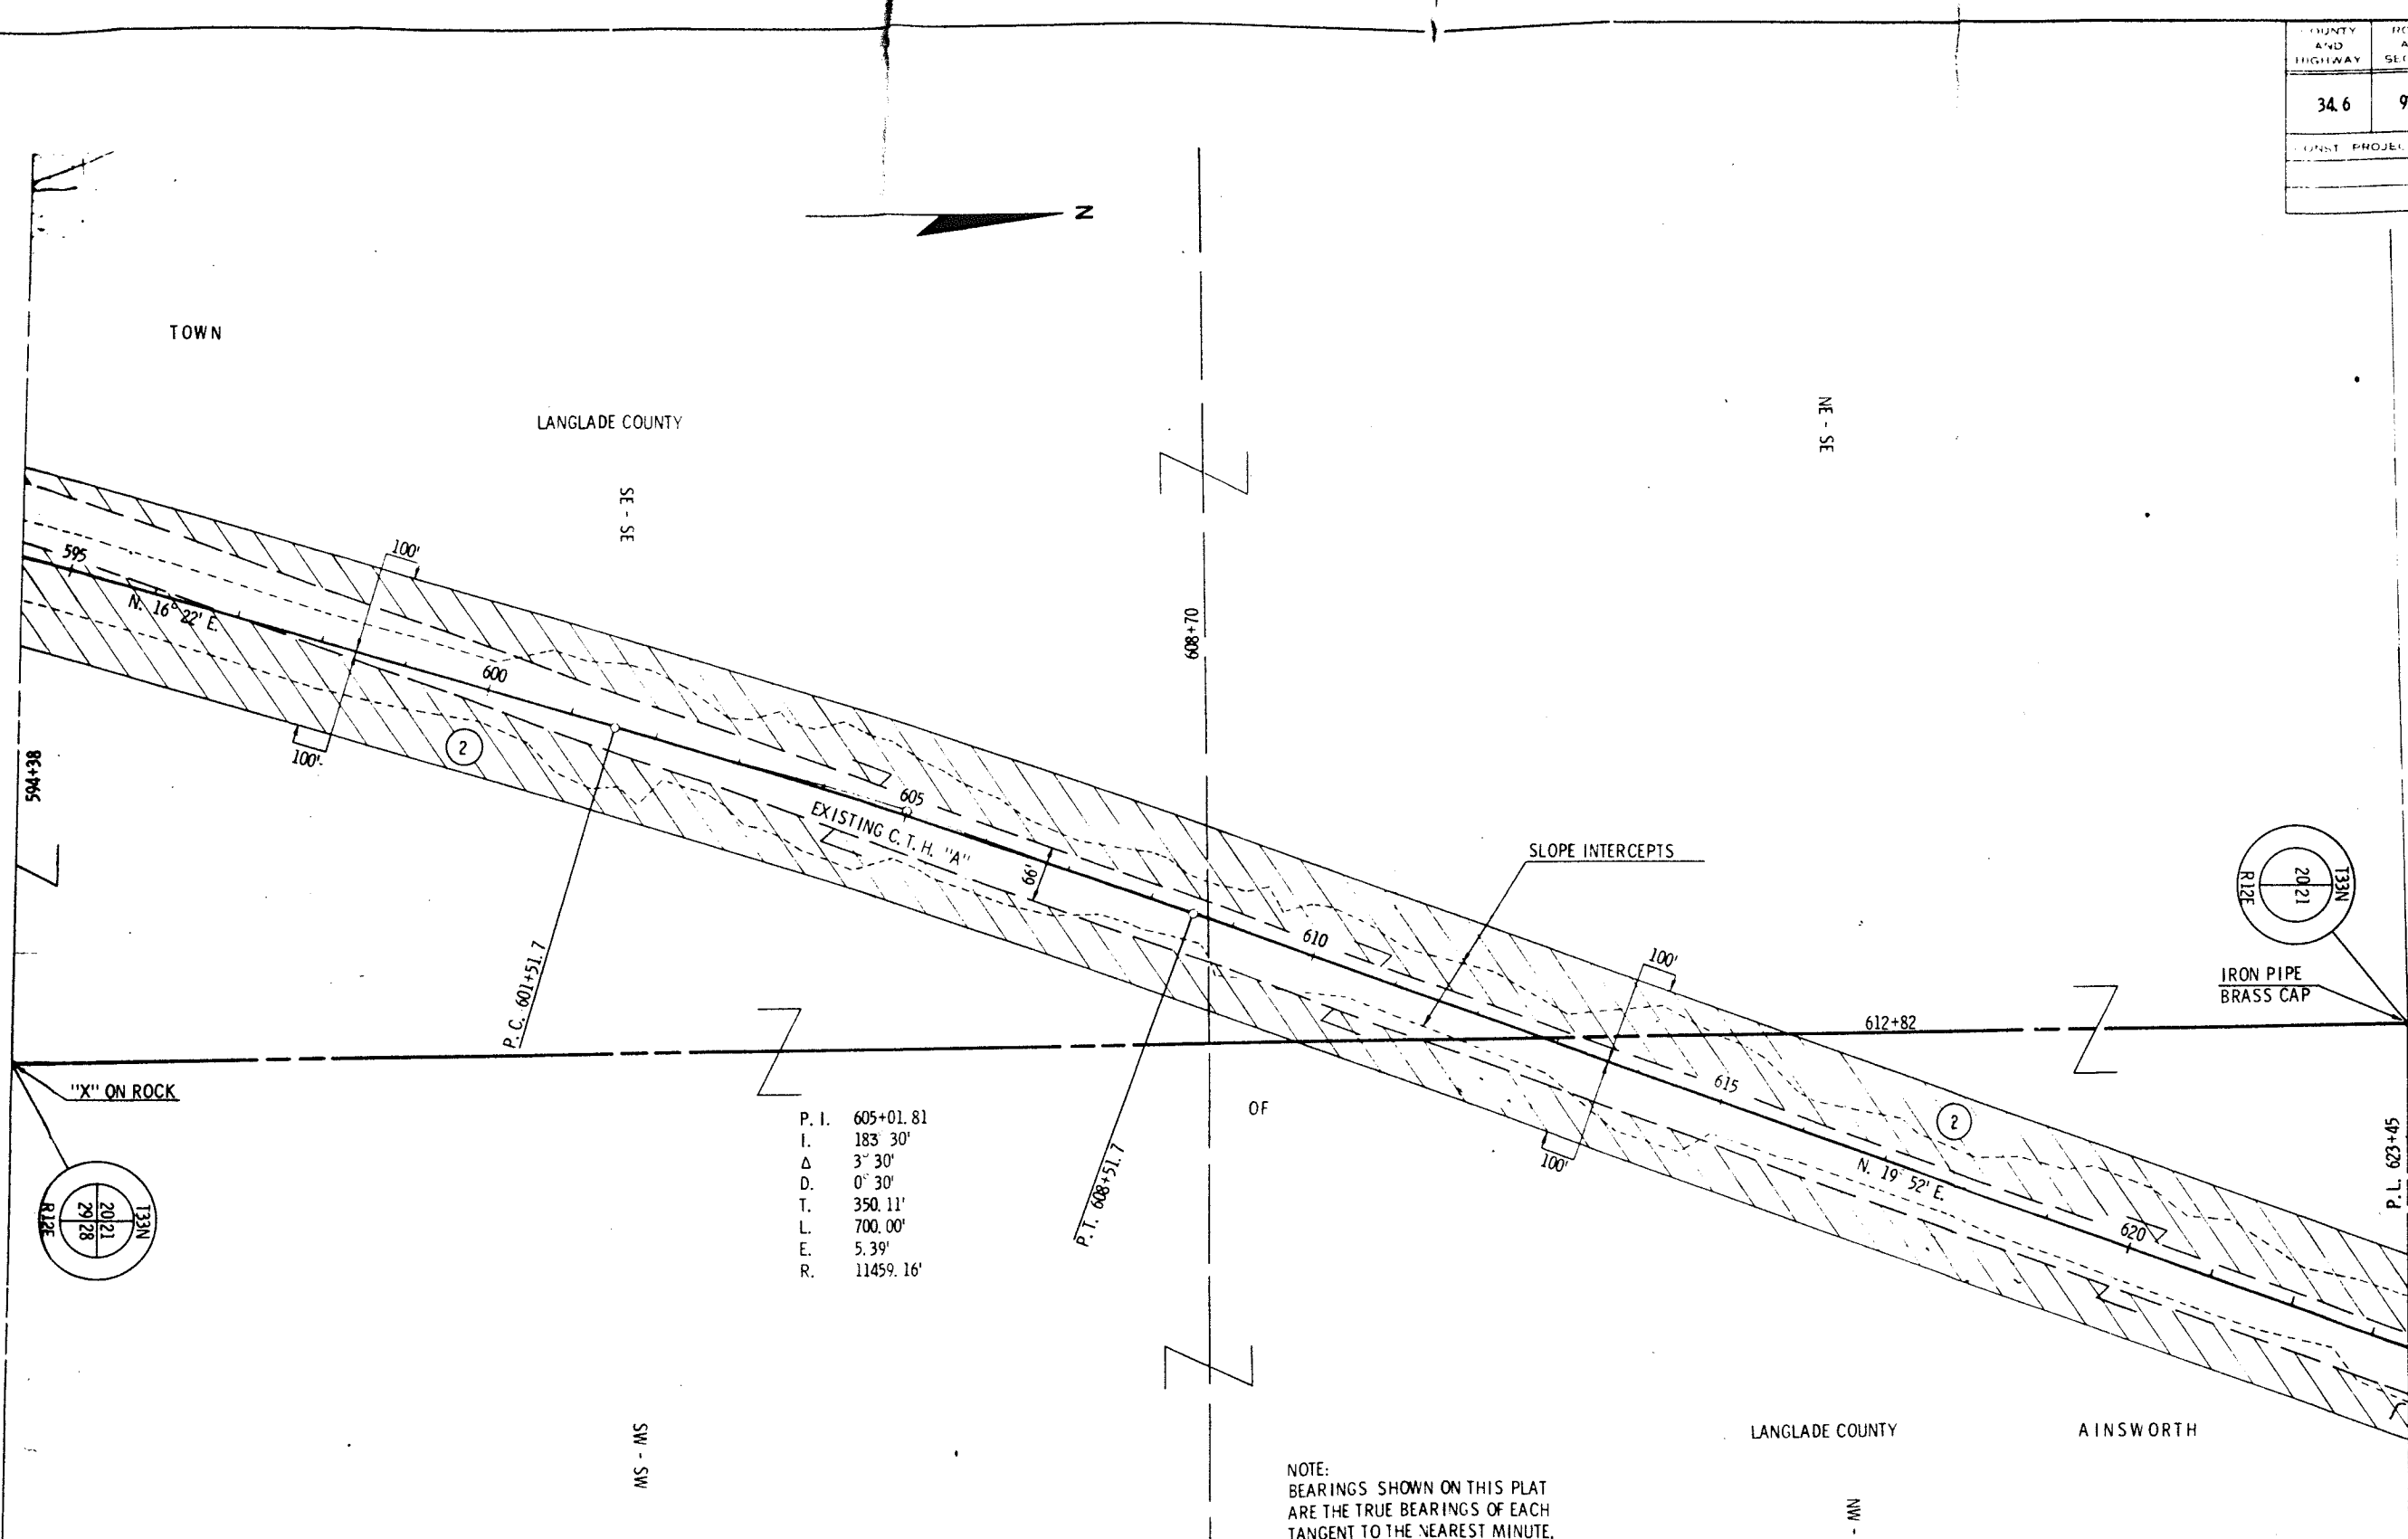 COUNTY
AND
HIGHWAY
34.6
CONST. PROJEC
N
TOWN
LANGLADE COUNTY
SE - SE
NE - SE
595
N. 16° 22' E.
100'
600
100'
2
594+38
608+70
605
EXISTING C. T. H. "A"
66'
P. C. 601+51.7
610
SLOPE INTERCEPTS
100'
T33N
20 21
R12E
IRON PIPE
BRASS CAP
612+82
615
2
100'
N. 19° 52' E.
620
P. L. 623+45
"X" ON ROCK
T33N
20 21
29 28
R12E
P. I. 605+01.81
I. 183° 30'
Δ 3° 30'
D. 0° 30'
T. 350.11'
L. 700.00'
E. 5.39'
R. 11459.16'
P. T. 608+51.7
OF
SW - SW
LANGLADE COUNTY
AINSWORTH
NW -
NOTE:
BEARINGS SHOWN ON THIS PLAT
ARE THE TRUE BEARINGS OF EACH
TANGENT TO THE NEAREST MINUTE.